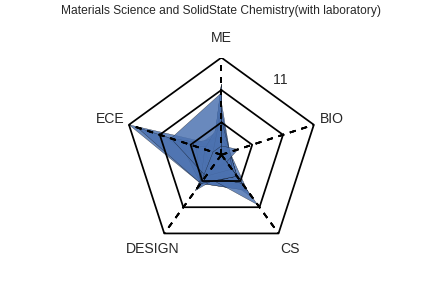 Materials Science and SolidState Chemistry(with laboratory)
ME
11
ECE
BIO
DESIGN
CS